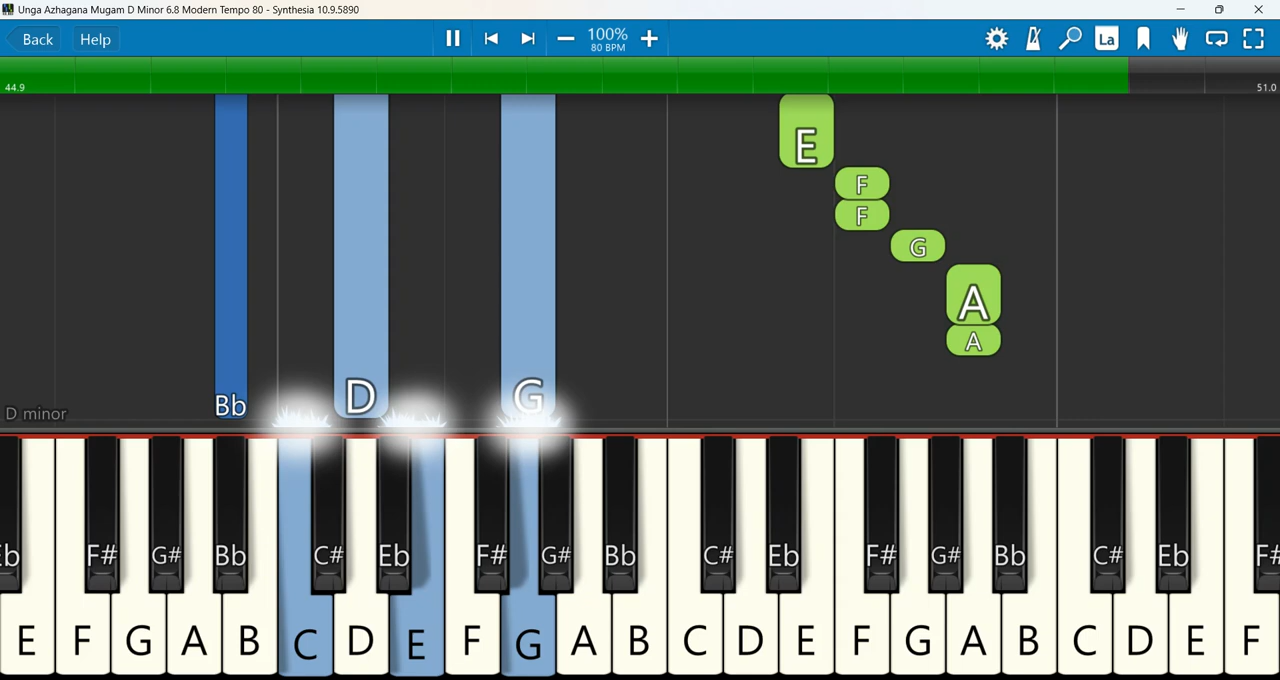 Unga Azhagana Mugam D Minor 6.8 Modern Tempo 80 - Synthesia 10.9.5890
Back Help 100% La
80 BPM
44.9 51.0
E
F
F
G
A
A
Bb D G
D minor
Eb F# G# Bb C# Eb F# G# Bb C# Eb F# G# Bb C# Eb F#
E F G A B C D E F G A B C D E F G A B C D E F